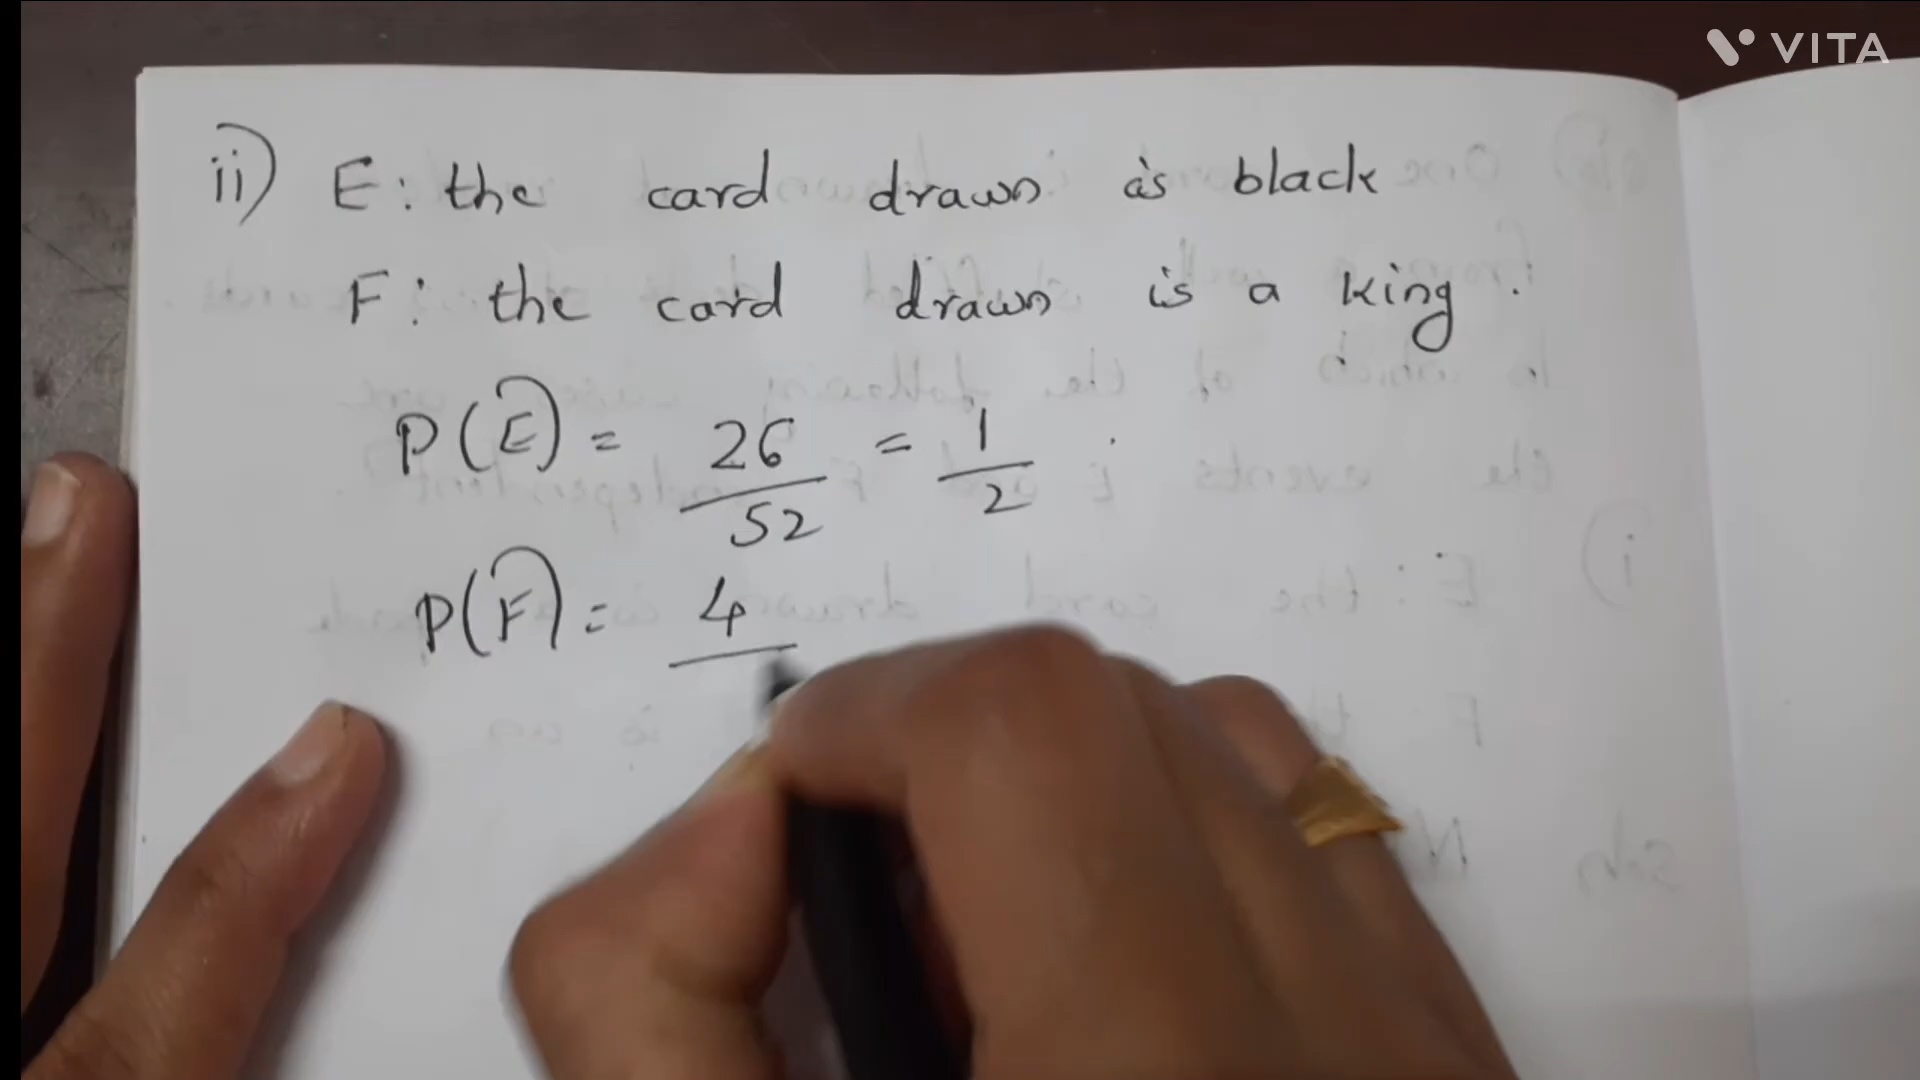 VITA
ii) E: the card drawn is black
F: the card drawn is a king.
P(E) = 26/52 = 1/2
P(F) = 4